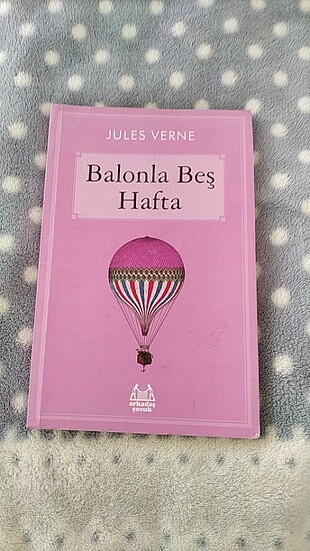 JULES VERNE
Balonla Beş
Hafta
arkadaş
çocuk